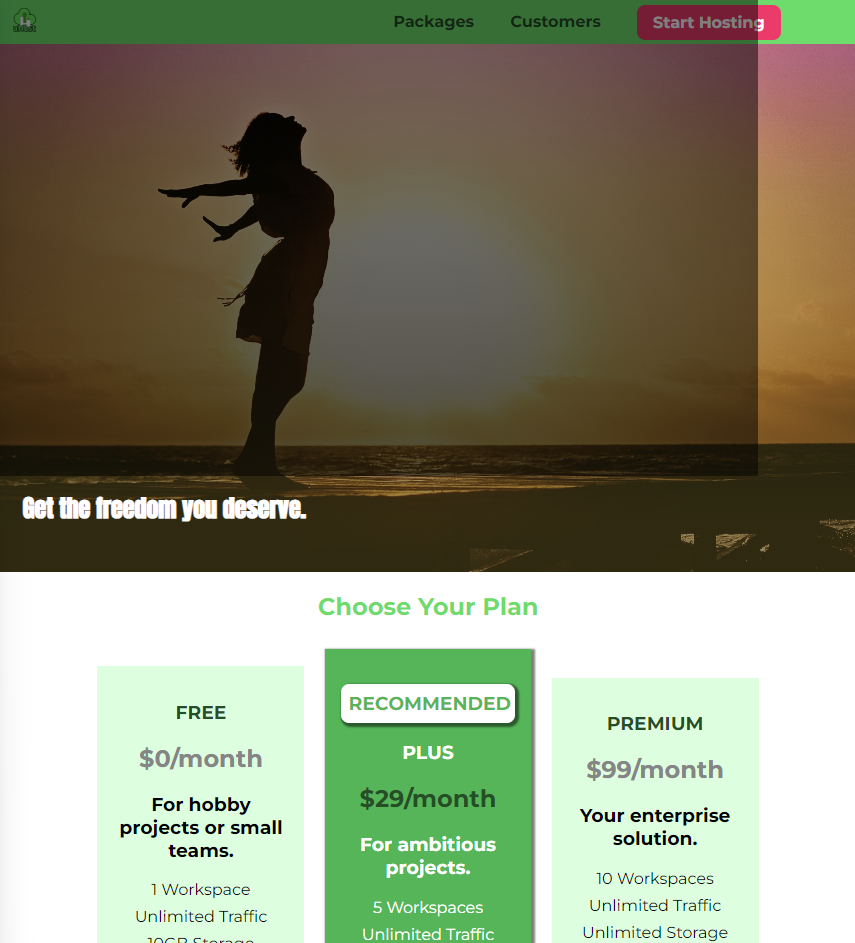 Packages Customers Start Hosting
Get the freedom you deserve.
Choose Your Plan
FREE
$0/month
For hobby
projects or small
teams.
1 Workspace
Unlimited Traffic
10GB Storage
RECOMMENDED
PLUS
$29/month
For ambitious
projects.
5 Workspaces
Unlimited Traffic
PREMIUM
$99/month
Your enterprise
solution.
10 Workspaces
Unlimited Traffic
Unlimited Storage